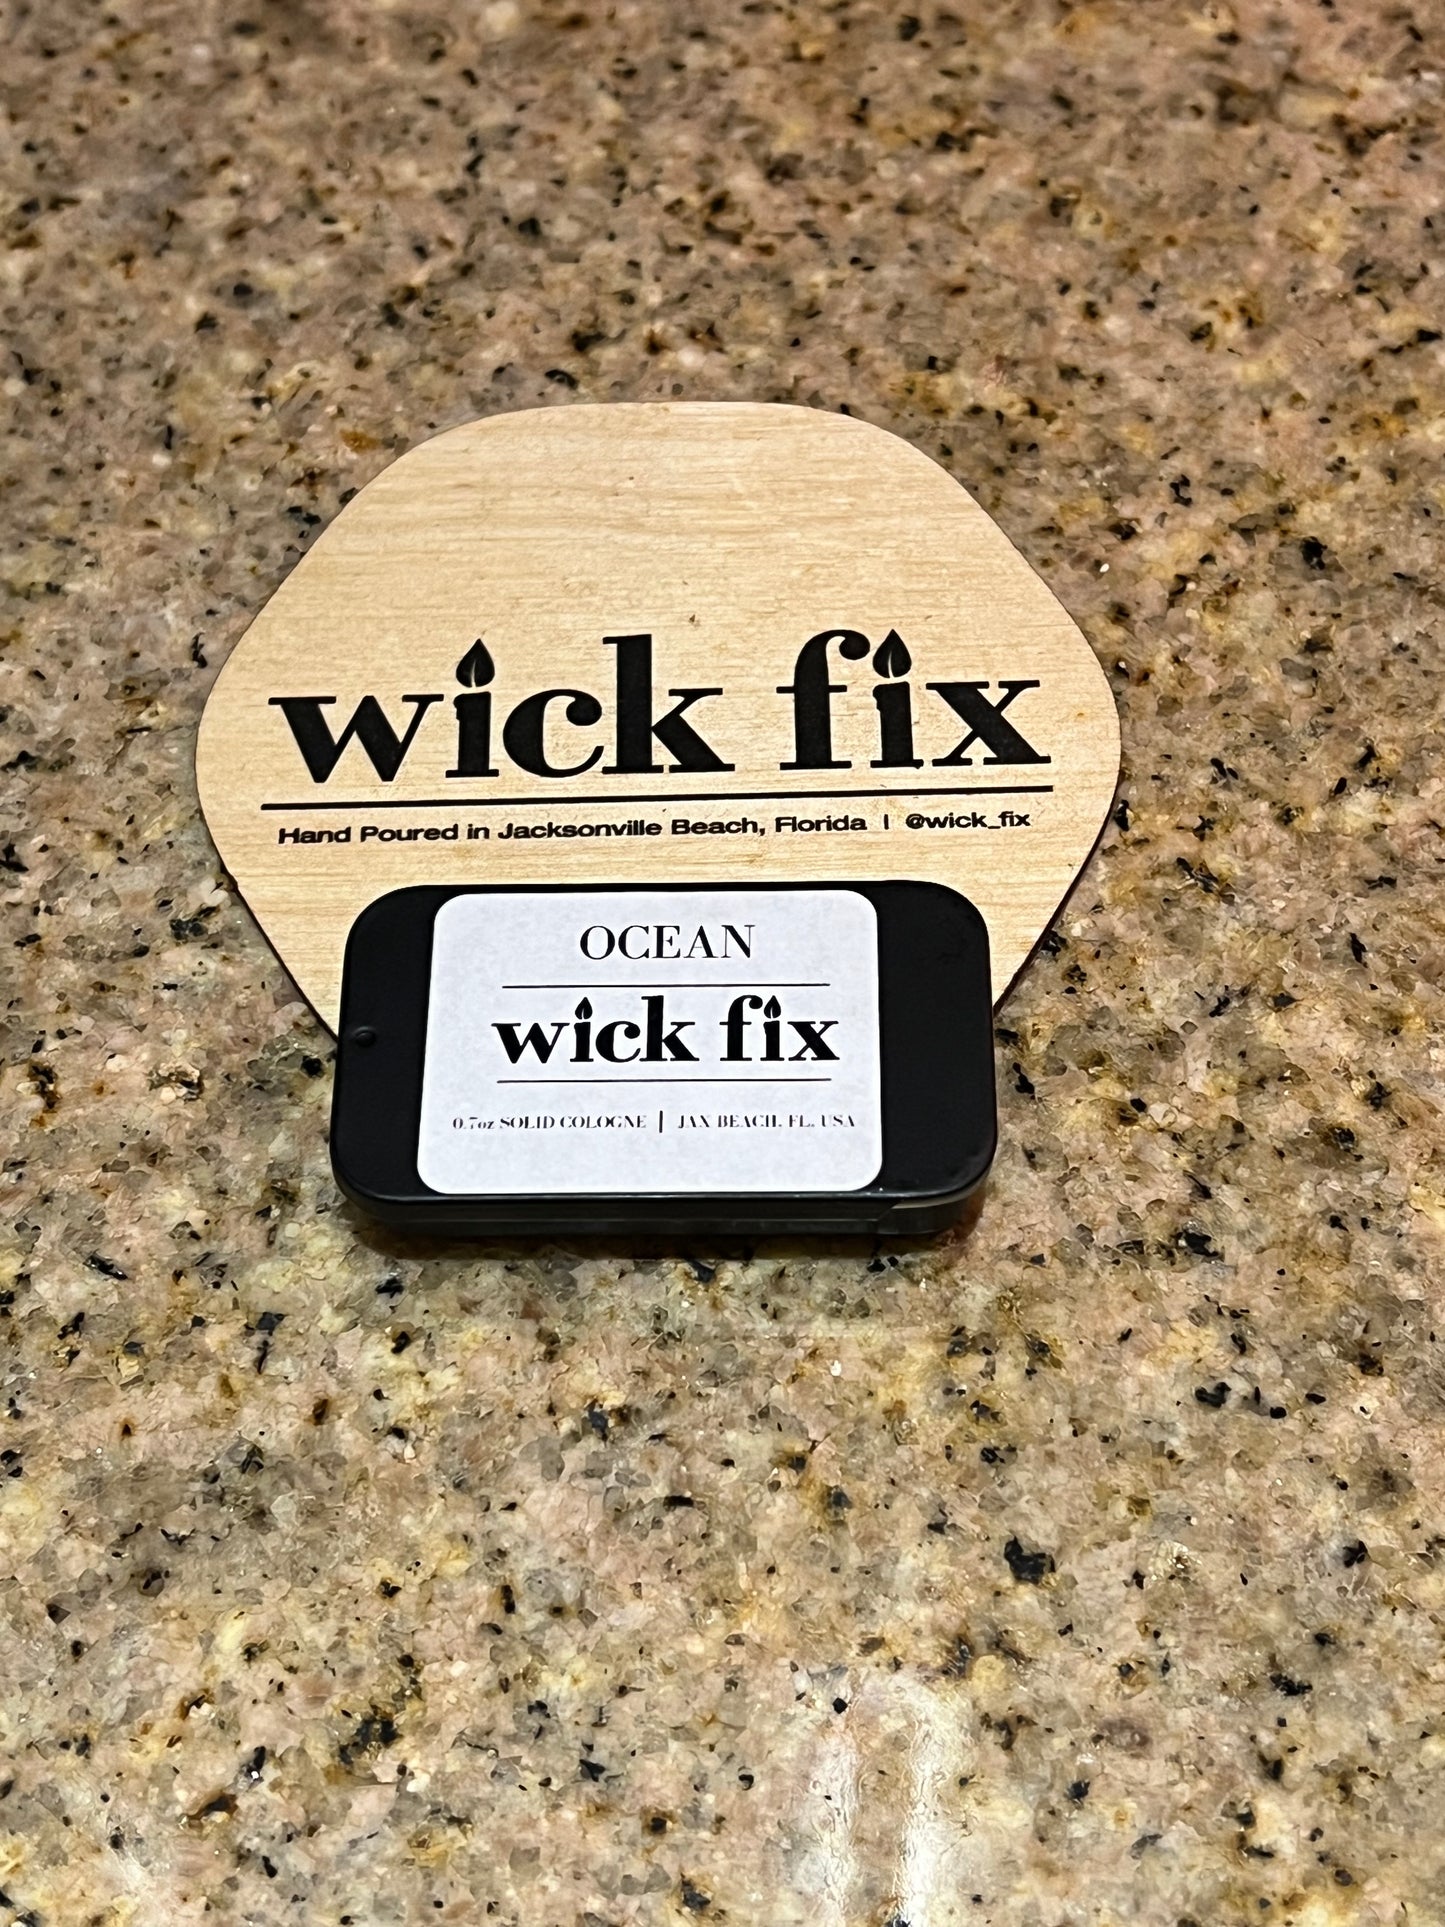 wick fix
Hand Poured in Jacksonville Beach, Florida | @wick_fix
OCEAN
wick fix
0.7oz SOLID COLOGNE | JAX BEACH, FL, USA